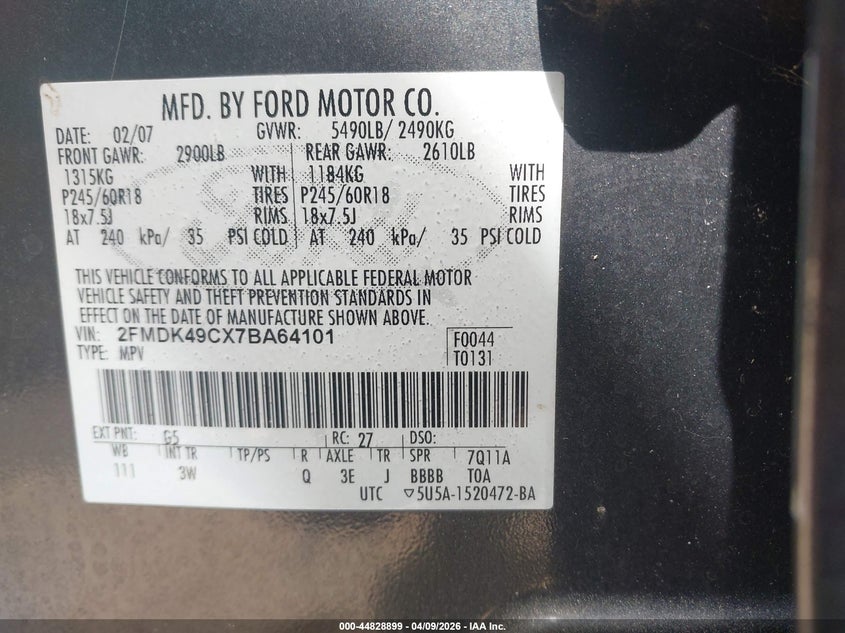 MFD. BY FORD MOTOR CO.
DATE: 02/07 GVWR: 5490LB/ 2490KG
FRONT GAWR: 2900LB REAR GAWR: 2610LB
1315KG WITH 1184KG WITH
P245/60R18 TIRES P245/60R18 TIRES
18x7.5J RIMS 18x7.5J RIMS
AT 240 kPa/ 35 PSI COLD AT 240 kPa/ 35 PSI COLD
THIS VEHICLE CONFORMS TO ALL APPLICABLE FEDERAL MOTOR
VEHICLE SAFETY AND THEFT PREVENTION STANDARDS IN
EFFECT ON THE DATE OF MANUFACTURE SHOWN ABOVE.
VIN: 2FMDK49CX7BA64101 F0044
TYPE: MPV T0131
EXT PNT: G5 RC: 27 DSO:
WB INT TR TP/PS R AXLE TR SPR 7Q11A
111 3W Q 3E J BBBB TOA
UTC ▽5U5A-1520472-BA
000-44828899 | 04/09/2026 - IAA Inc.